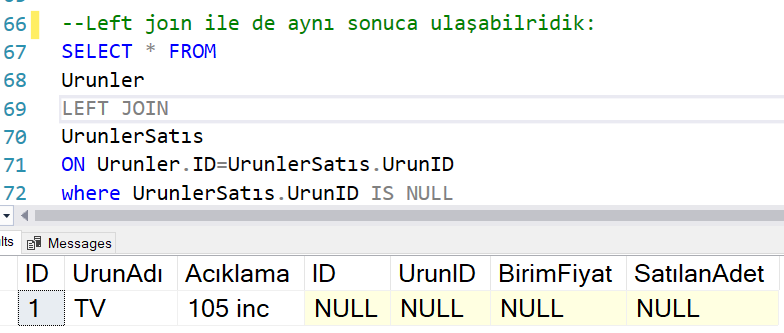 66 --Left joın ile de aynı sonuca ulaşabilridik:
67 SELECT * FROM
68 Urunler
69 LEFT JOIN
70 UrunlerSatıs
71 ON Urunler.ID=UrunlerSatıs.UrunID
72 where UrunlerSatıs.UrunID IS NULL
lts Messages
ID UrunAdı Acıklama ID UrunID BirimFiyat SatılanAdet
1 TV 105 inc NULL NULL NULL NULL